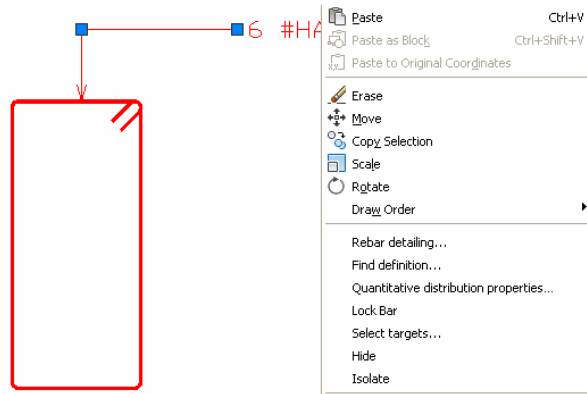 6 #HA
Paste Ctrl+V
Paste as Block Ctrl+Shift+V
Paste to Original Coordinates
Erase
Move
Copy Selection
Scale
Rotate
Draw Order
Rebar detailing...
Find definition...
Quantitative distribution properties...
Lock Bar
Select targets...
Hide
Isolate